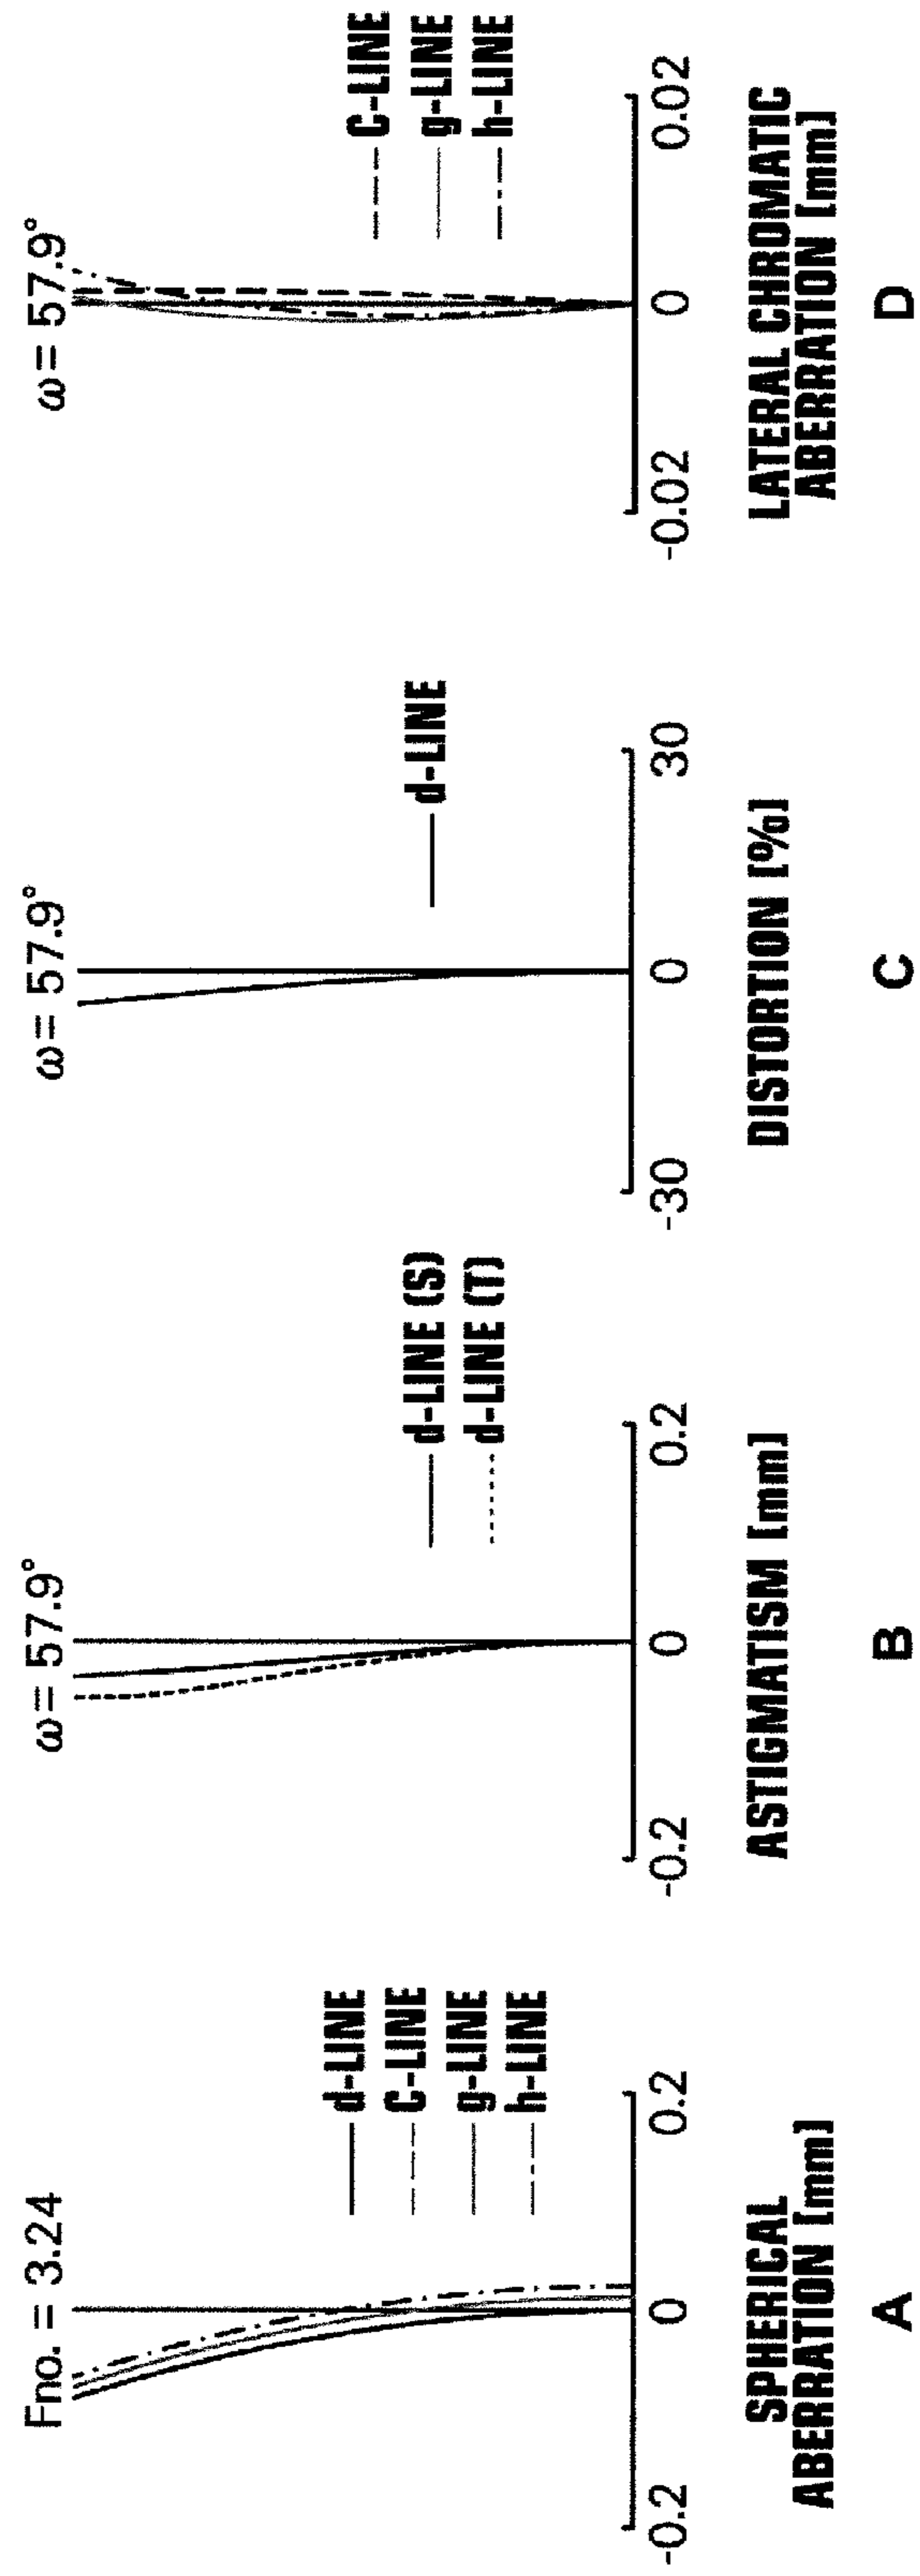 Fno. = 3.24
d-LINE
C-LINE
g-LINE
h-LINE
-0.2
0
0.2
SPHERICAL
ABERRATION [mm]
A
ω = 57.9°
d-LINE (S)
d-LINE (T)
-0.2
0
0.2
ASTIGMATISM [mm]
B
ω = 57.9°
d-LINE
-30
0
30
DISTORTION [%]
C
ω = 57.9°
C-LINE
g-LINE
h-LINE
-0.02
0
0.02
LATERAL CHROMATIC
ABERRATION [mm]
D